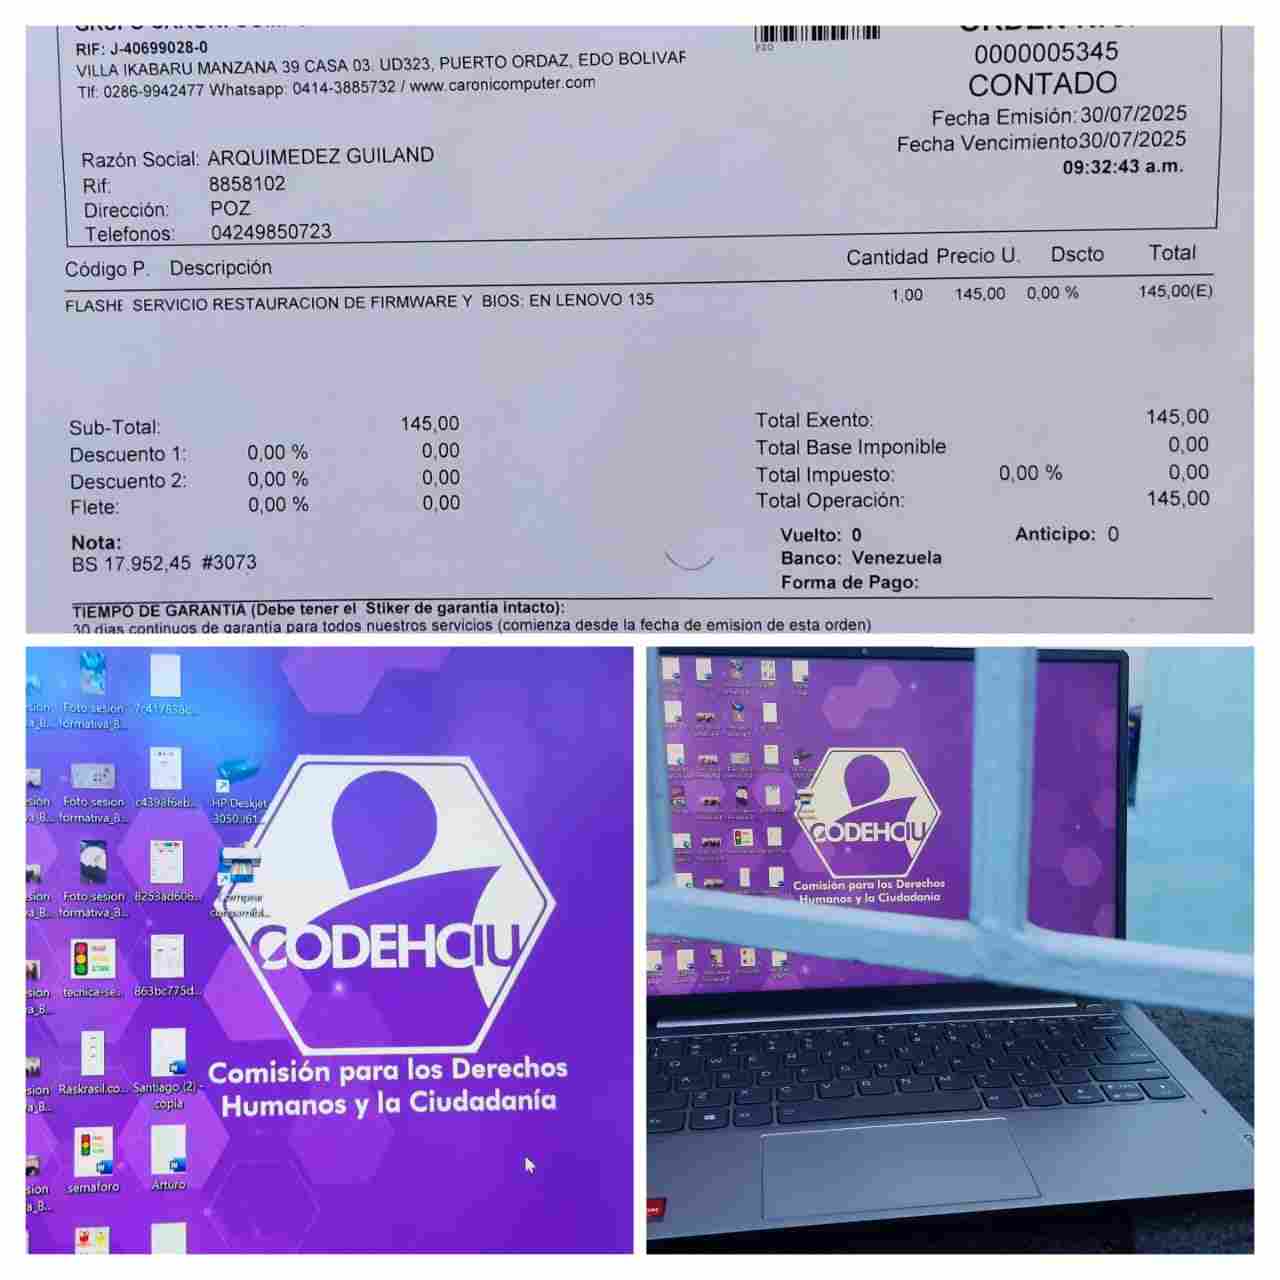 RIF: J-40699028-0
VILLA IKABARU MANZANA 39 CASA 03. UD323, PUERTO ORDAZ, EDO BOLIVAR
Tlf: 0286-9942477 Whatsapp: 0414-3885732 / www.caronicomputer.com
0000005345
CONTADO
Fecha Emisión: 30/07/2025
Fecha Vencimiento 30/07/2025
09:32:43 a.m.
Razón Social: ARQUIMEDEZ GUILAND
Rif: 8858102
Dirección: POZ
Telefonos: 04249850723
Código P. Descripción Cantidad Precio U. Dscto Total
FLASHE SERVICIO RESTAURACION DE FIRMWARE Y BIOS: EN LENOVO 135 1,00 145,00 0,00 % 145,00(E)
Sub-Total: 145,00
Descuento 1: 0,00 % 0,00
Descuento 2: 0,00 % 0,00
Flete: 0,00 % 0,00
Total Exento: 145,00
Total Base Imponible 0,00
Total Impuesto: 0,00 % 0,00
Total Operación: 145,00
Nota:
BS 17.952,45 #3073
Vuelto: 0 Anticipo: 0
Banco: Venezuela
Forma de Pago:
TIEMPO DE GARANTIA (Debe tener el Stiker de garantia intacto):
30 dias continuos de garantia para todos nuestros servicios (comienza desde la fecha de emision de esta orden)
Foto sesion
formativa_B...
Foto sesion
formativa_B...
c4398f6eb...
HP Deskjet
Foto sesion
formativa_B...
8253ad606...
tecnica-se...
863bc775d...
Raskrasil.co...
Santiago (2) -
copia
semaforo
Arturo
CODEHCIU
Comisión para los Derechos
Humanos y la Ciudadanía
CODEHCIU
Comisión para los Derechos
Humanos y la Ciudadanía